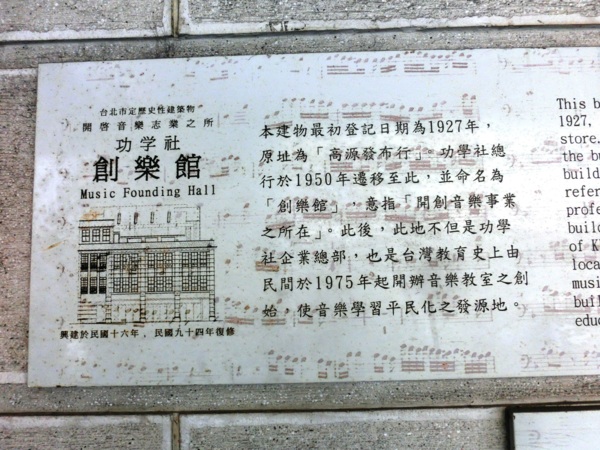 台北市定歷史性建築物
開啓音樂志業之所
功学社
創樂館
Music Founding Hall
興建於民國十六年，民國九十四年復修
本建物最初登記日期為1927年，
原址為「高源發布行」。功學社總
行於1950年遷移至此，並命名為
「創樂館」，意指「開創音樂事業
之所在」。此後，此地不但是功學
社企業總部，也是台灣教育史上由
民間於1975年起開辦音樂教室之創
始，使音樂學習平民化之發源地。
This b
1927,
store.
the bu
build
refer
profe
build
of K
loca
musi
buil
educ